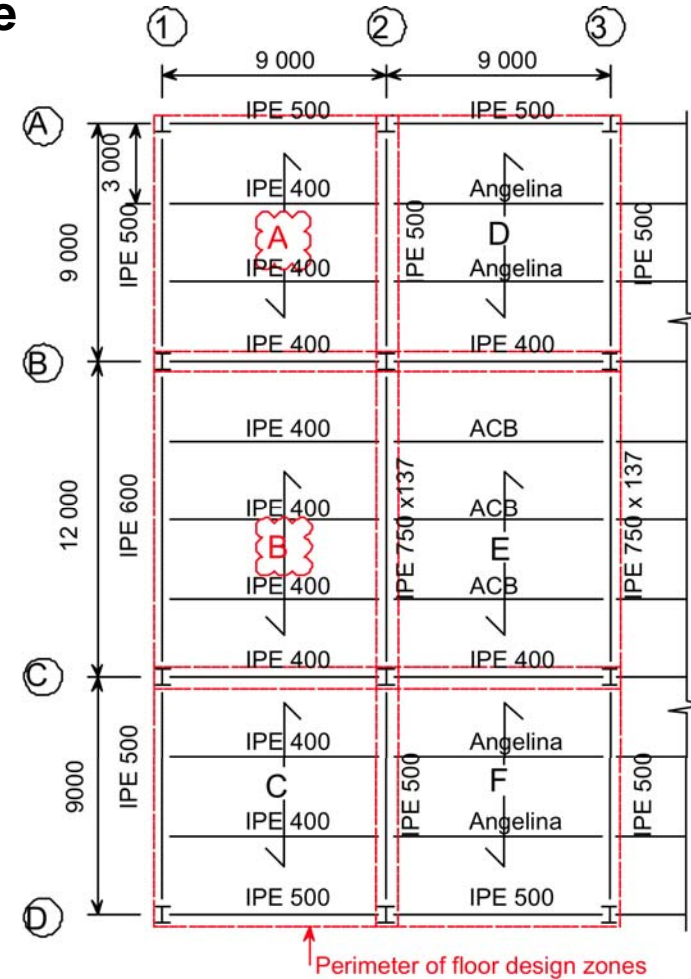 e
1 2 3
9 000 9 000
IPE 500 IPE 500
A
3 000
IPE 400 Angelina
9 000
IPE 500
A
IPE 500
D
IPE 500
IPE 400 Angelina
IPE 400 IPE 400
B
IPE 400 ACB
12 000
IPE 600
IPE 400
IPE 750 x 137
ACB
IPE 750 x 137
B
E
IPE 400 ACB
IPE 400 IPE 400
C
IPE 400 Angelina
9000
IPE 500
C
IPE 500
F
IPE 500
IPE 400 Angelina
IPE 500 IPE 500
D
Perimeter of floor design zones